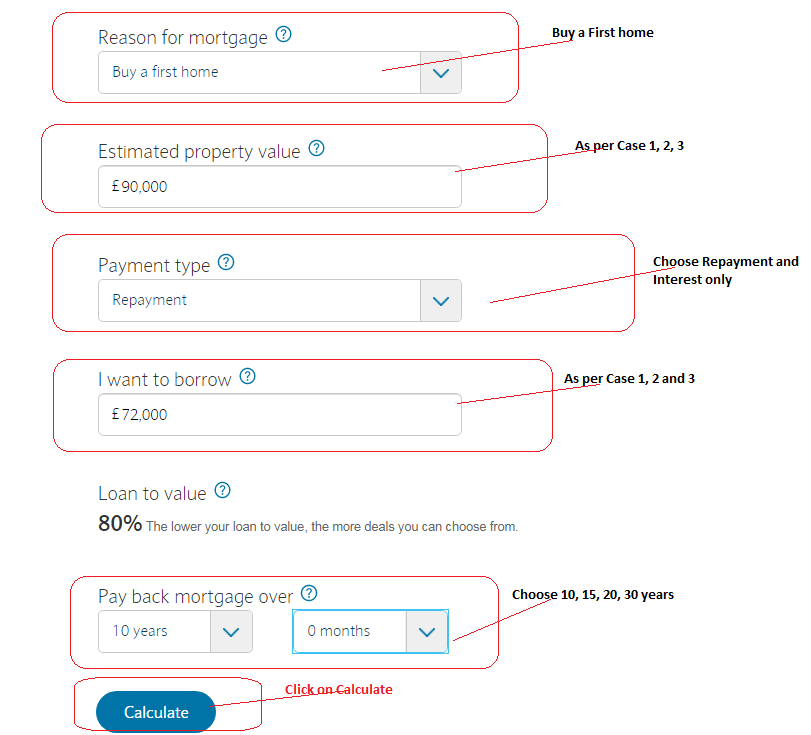 Reason for mortgage ?
Buy a First home
Buy a first home
Estimated property value ?
As per Case 1, 2, 3
£90,000
Payment type ?
Choose Repayment and
Interest only
Repayment
I want to borrow ?
As per Case 1, 2 and 3
£72,000
Loan to value ?
80% The lower your loan to value, the more deals you can choose from.
Pay back mortgage over ?
Choose 10, 15, 20, 30 years
10 years 0 months
Click on Calculate
Calculate